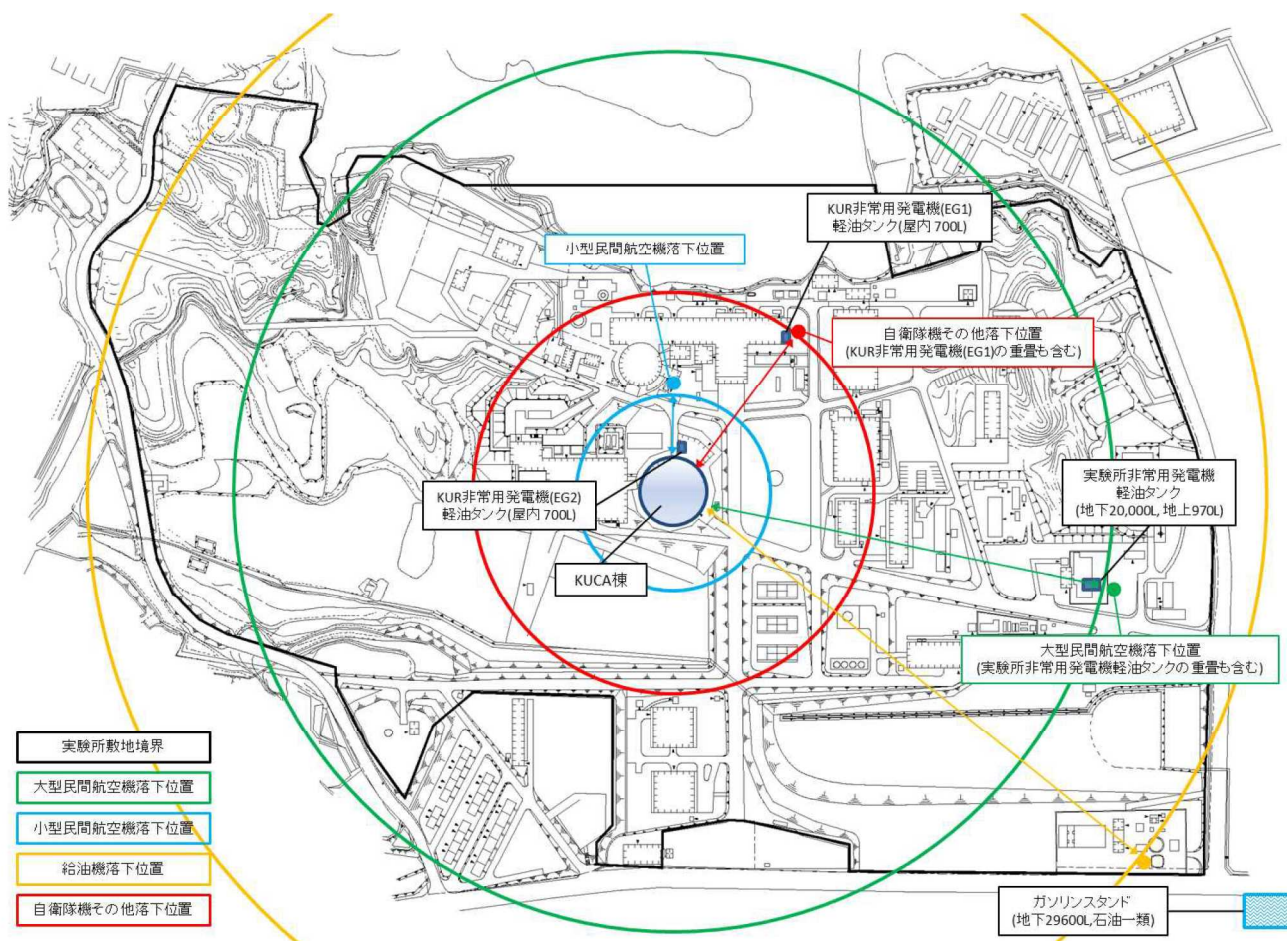 KUR非常用発電機(EG1)
軽油タンク(屋内 700L)
小型民間航空機落下位置
自衛隊機その他落下位置
(KUR非常用発電機(EG1)の重畳も含む)
実験所非常用発電機
軽油タンク
(地下20,000L, 地上970L)
KUR非常用発電機(EG2)
軽油タンク(屋内 700L)
KUCA棟
大型民間航空機落下位置
(実験所非常用発電機軽油タンクの重畳も含む)
実験所敷地境界
大型民間航空機落下位置
小型民間航空機落下位置
給油機落下位置
自衛隊機その他落下位置
ガソリンスタンド
(地下29600L,石油一類)